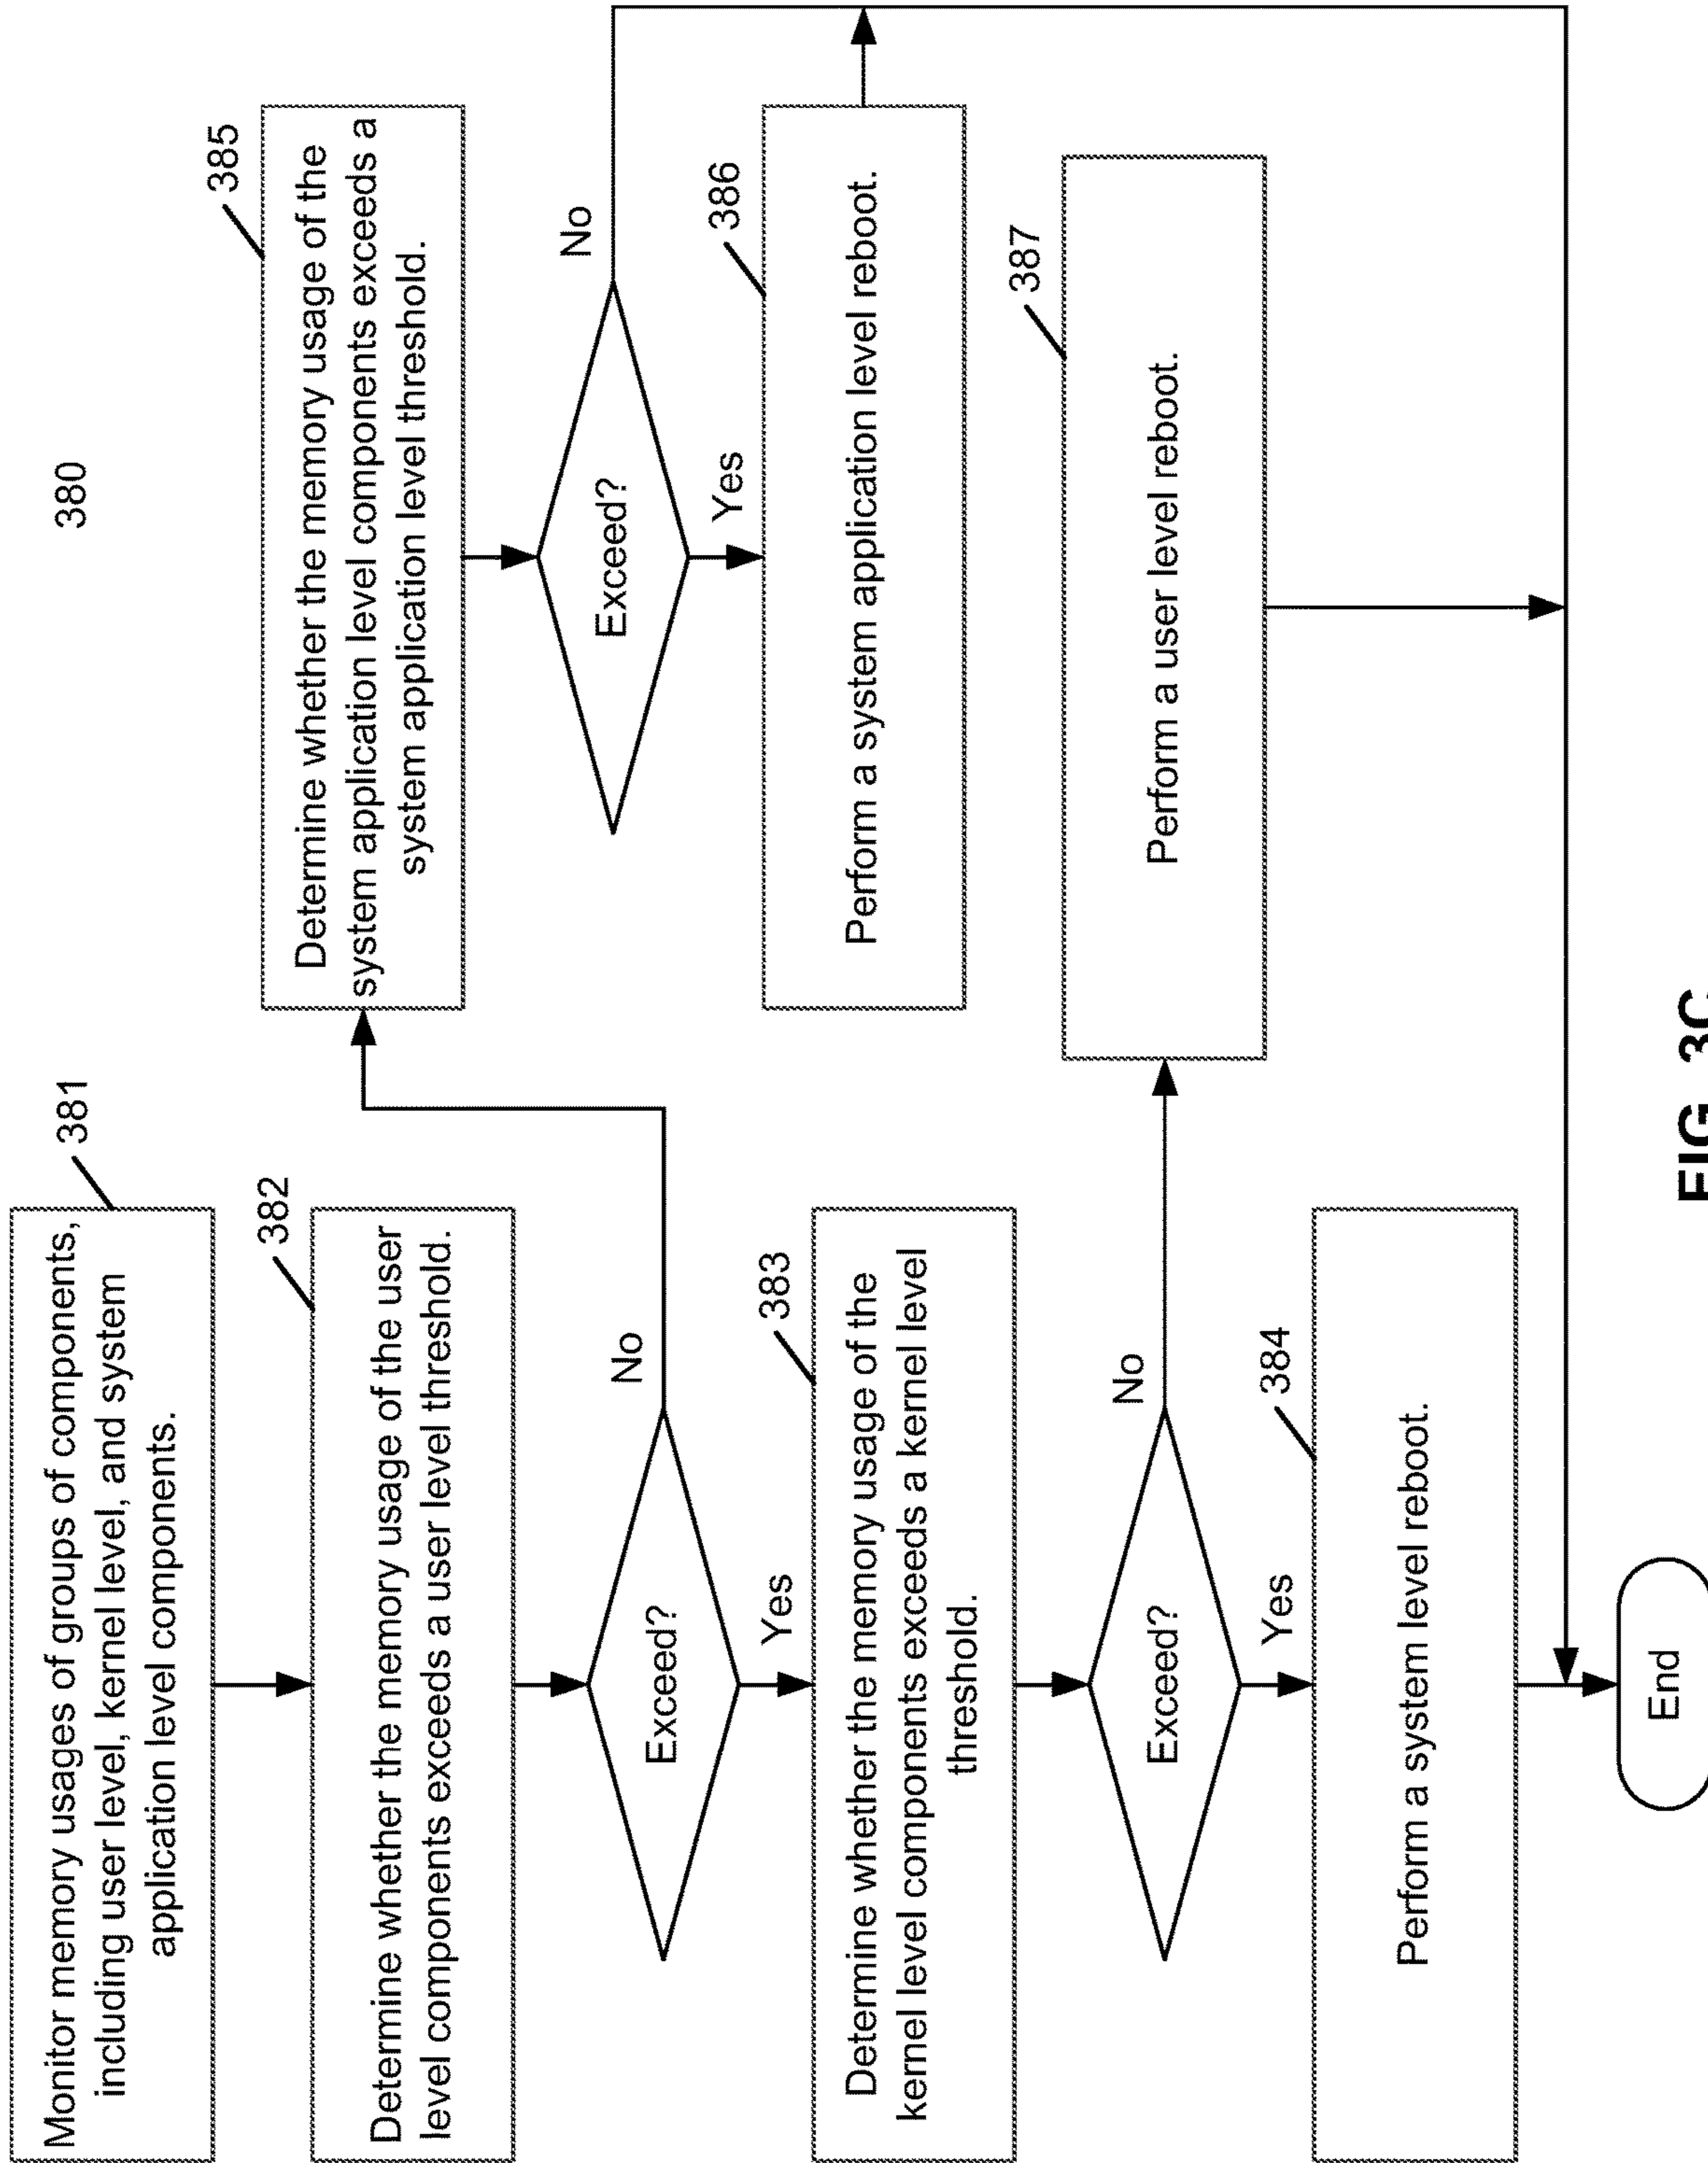 380
381
Monitor memory usages of groups of components,
including user level, kernel level, and system
application level components.
382
Determine whether the memory usage of the user
level components exceeds a user level threshold.
Exceed?
No
Yes
383
Determine whether the memory usage of the
kernel level components exceeds a kernel level
threshold.
Exceed?
No
Yes
384
Perform a system level reboot.
End
385
Determine whether the memory usage of the
system application level components exceeds a
system application level threshold.
Exceed?
No
Yes
386
Perform a system application level reboot.
387
Perform a user level reboot.
FIG. 3C